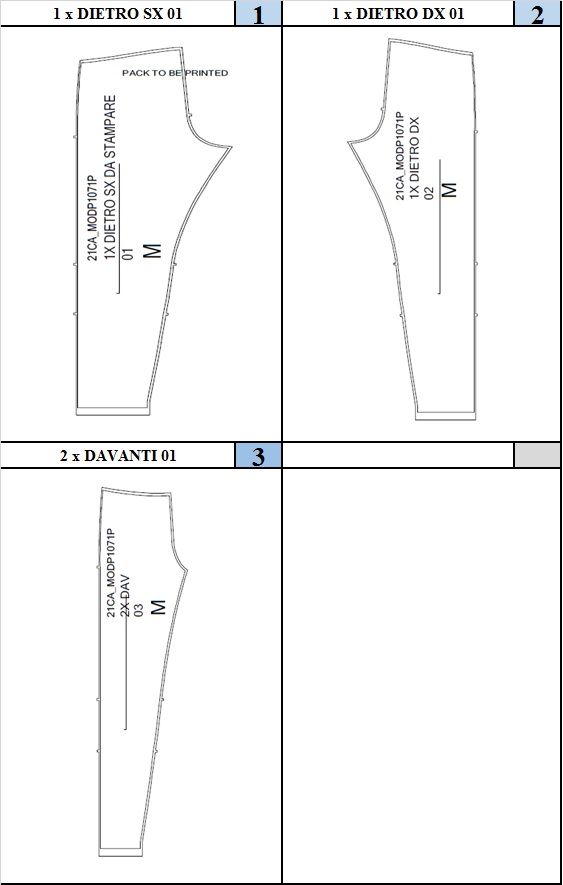 1 x DIETRO SX 01
1
1 x DIETRO DX 01
2
PACK TO BE PRINTED
21CA_MODP1071P
1X DIETRO SX DA STAMPARE
01
M
21CA_MODP1071P
1X DIETRO DX
02
M
2 x DAVANTI 01
3
21CA_MODP1071P
2X DAV
03
M